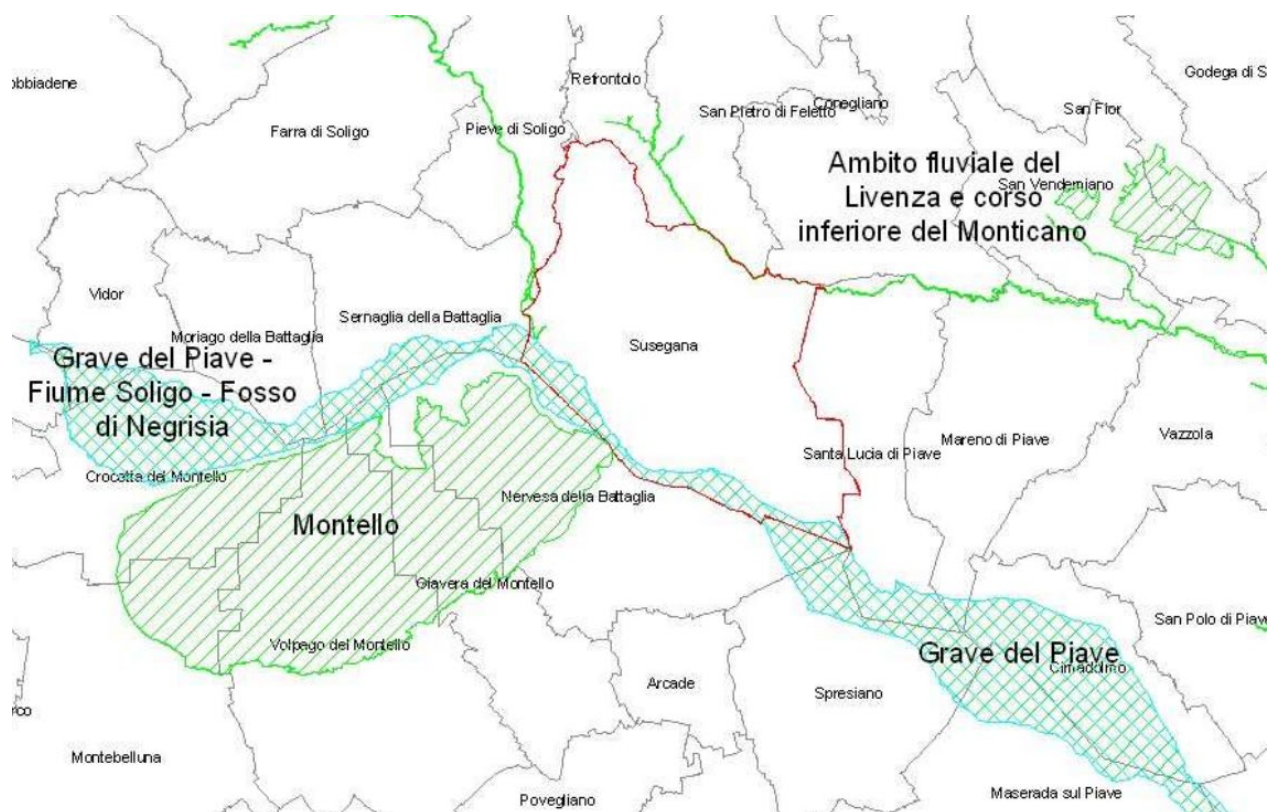 Godega di S
Refontolo
obbiadene
San Pietro di Feletto
Conegliano
San Fior
Farra di Soligo
Pieve di Soligo
Ambito fluviale del
Livenza e corso
inferiore del Monticano
San Vendemiano
Vidor
Sernaglia della Battaglia
Moriago della Battaglia
Susegana
Grave del Piave -
Fiume Soligo - Fosso
di Negrisia
Mareno di Piave
Vazzola
Santa Lucia di Piave
Crocetta del Montello
Nervesa della Battaglia
Montello
Giavera del Montello
San Polo di Piave
Volpago del Montello
Grave del Piave
Cimadolmo
Arcade
Spresiano
rco
Montebelluna
Maserada sul Piave
Povegliano